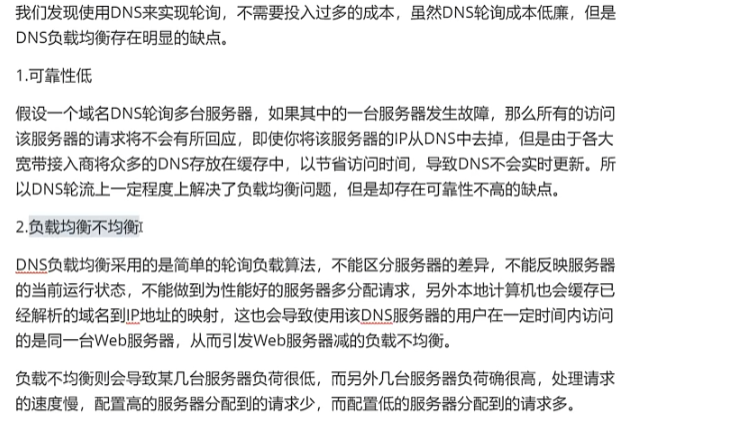 我们发现使用DNS来实现轮询，不需要投入过多的成本，虽然DNS轮询成本低廉，但是
DNS负载均衡存在明显的缺点。
1.可靠性低
假设一个域名DNS轮询多台服务器，如果其中的一台服务器发生故障，那么所有的访问
该服务器的请求将不会有所回应，即使你将该服务器的IP从DNS中去掉，但是由于各大
宽带接入商将众多的DNS存放在缓存中，以节省访问时间，导致DNS不会实时更新。所
以DNS轮流上一定程度上解决了负载均衡问题，但是却存在可靠性不高的缺点。
2.负载均衡不均衡
DNS负载均衡采用的是简单的轮询负载算法，不能区分服务器的差异，不能反映服务器
的当前运行状态，不能做到为性能好的服务器多分配请求，另外本地计算机也会缓存已
经解析的域名到IP地址的映射，这也会导致使用该DNS服务器的用户在一定时间内访问
的是同一台Web服务器，从而引发Web服务器减的负载不均衡。
负载不均衡则会导致某几台服务器负荷很低，而另外几台服务器负荷确很高，处理请求
的速度慢，配置高的服务器分配到的请求少，而配置低的服务器分配到的请求多。